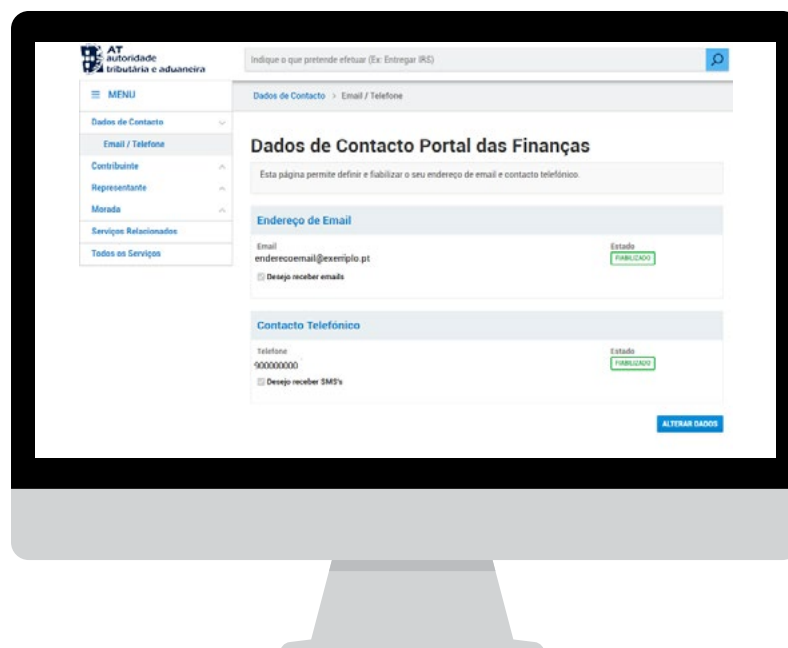 AT
autoridade
tributária e aduaneira
Indique o que pretende efetuar (Ex: Entregar IRS)
MENU
Dados de Contacto > Email / Telefone
Dados de Contacto
Email / Telefone
Contribuinte
Representante
Morada
Serviços Relacionados
Todos os Serviços
Dados de Contacto Portal das Finanças
Esta página permite definir e fiabilizar o seu endereço de email e contacto telefónico.
Endereço de Email
Email
Estado
enderecoemail@exemplo.pt
FIABILIZADO
Desejo receber emails
Contacto Telefónico
Telefone
Estado
900000000
FIABILIZADO
Desejo receber SMS's
ALTERAR DADOS